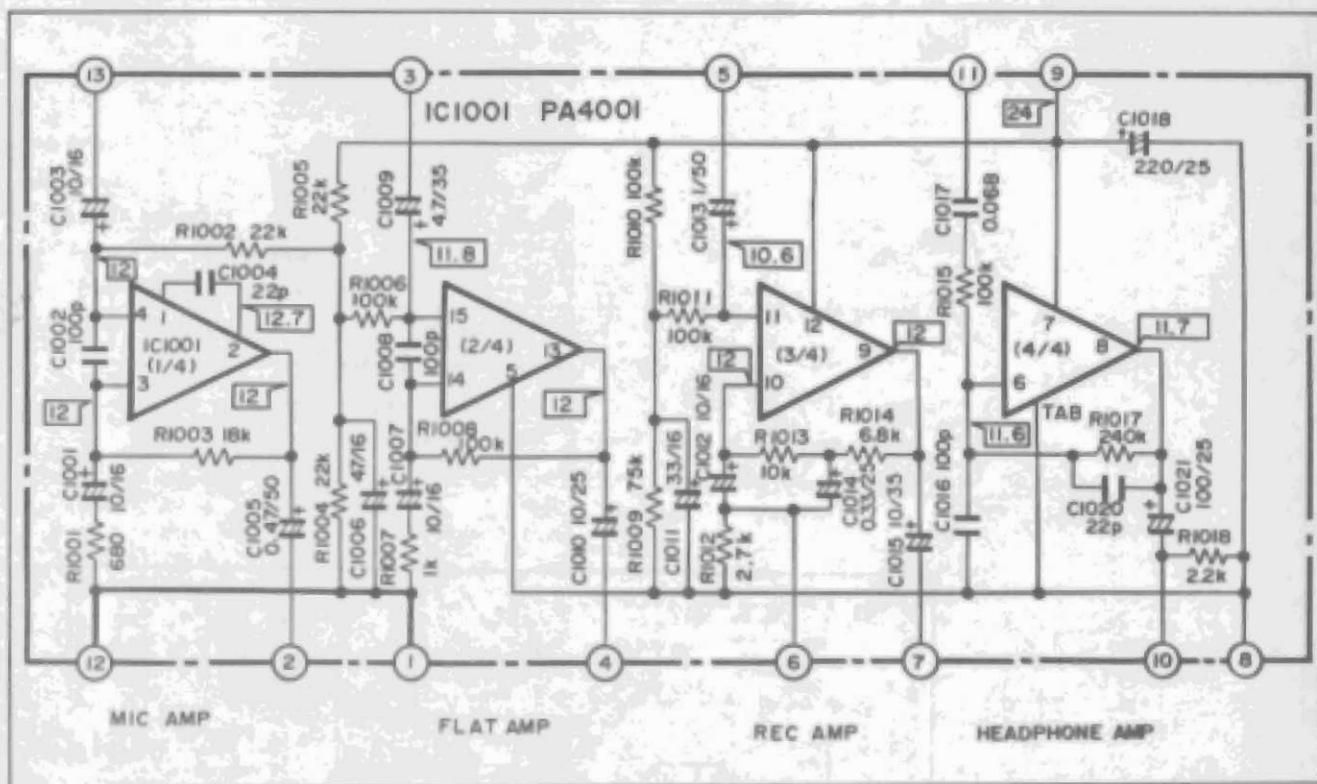 13
3
5
11
9
IC1001 PA4001
24
C1018
+
220/25
C1003
10/16
+
R1005
22k
C1009
4.7/35
+
R1010 100k
C1013 1/50
+
C1017
0.068
R1002 22k
12
C1004
22p
12.7
11.8
10.6
R1006
100k
R1011
100k
R1015
100k
C1002
100p
4
1
IC1001
(1/4)
2
3
12
12
C1008
100p
15
(2/4)
13
14
5
12
11
12
(3/4)
9
10
12
12
7
(4/4)
8
6
TAB
11.7
11.6
R1003 18k
R1008
100k
C1012 10/16
+
R1013
10k
R1014
6.8k
R1017
240k
C1020
22p
C1021
100/25
+
C1001
10/16
+
R1001
680
C1005
0.47/50
+
R1004 22k
C1006 47/16
+
C1007
10/16
+
R1007
1k
C1010 10/25
+
R1009 75k
C1011 33/16
+
R1012
2.7k
C1014
0.33/25
+
C1015 10/35
+
C1016 100p
R1018
2.2k
12
2
1
4
6
7
10
8
MIC AMP
FLAT AMP
REC AMP
HEADPHONE AMP